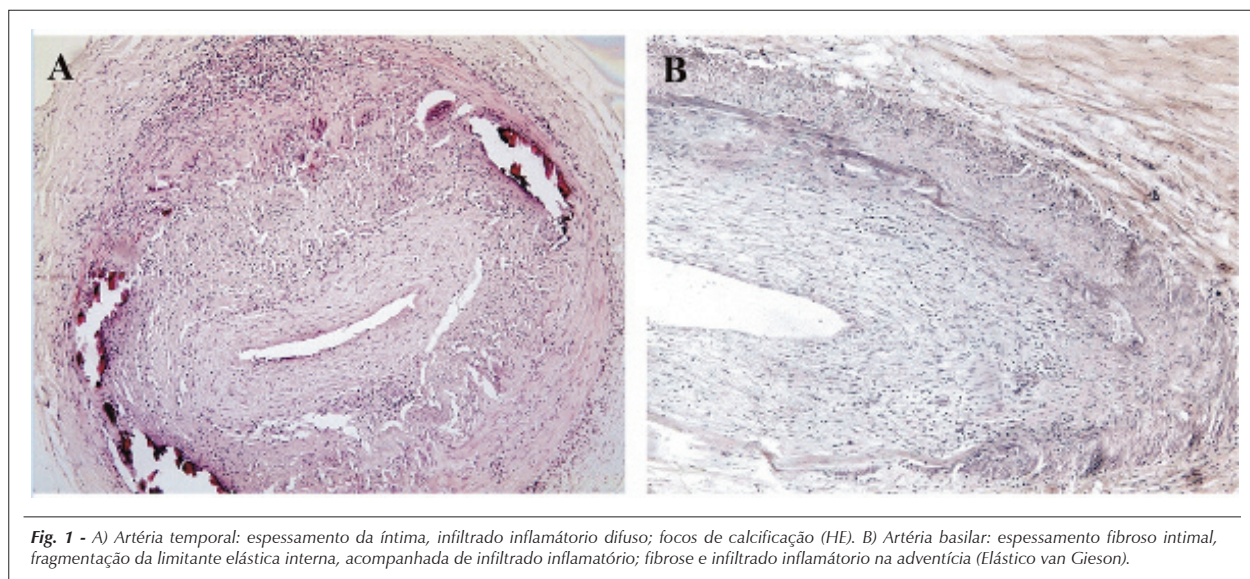 A
B
Fig. 1 - A) Artéria temporal: espessamento da íntima, infiltrado inflamátorio difuso; focos de calcificação (HE). B) Artéria basilar: espessamento fibroso intimal,
fragmentação da limitante elástica interna, acompanhada de infiltrado inflamatório; fibrose e infiltrado inflamátorio na adventícia (Elástico van Gieson).